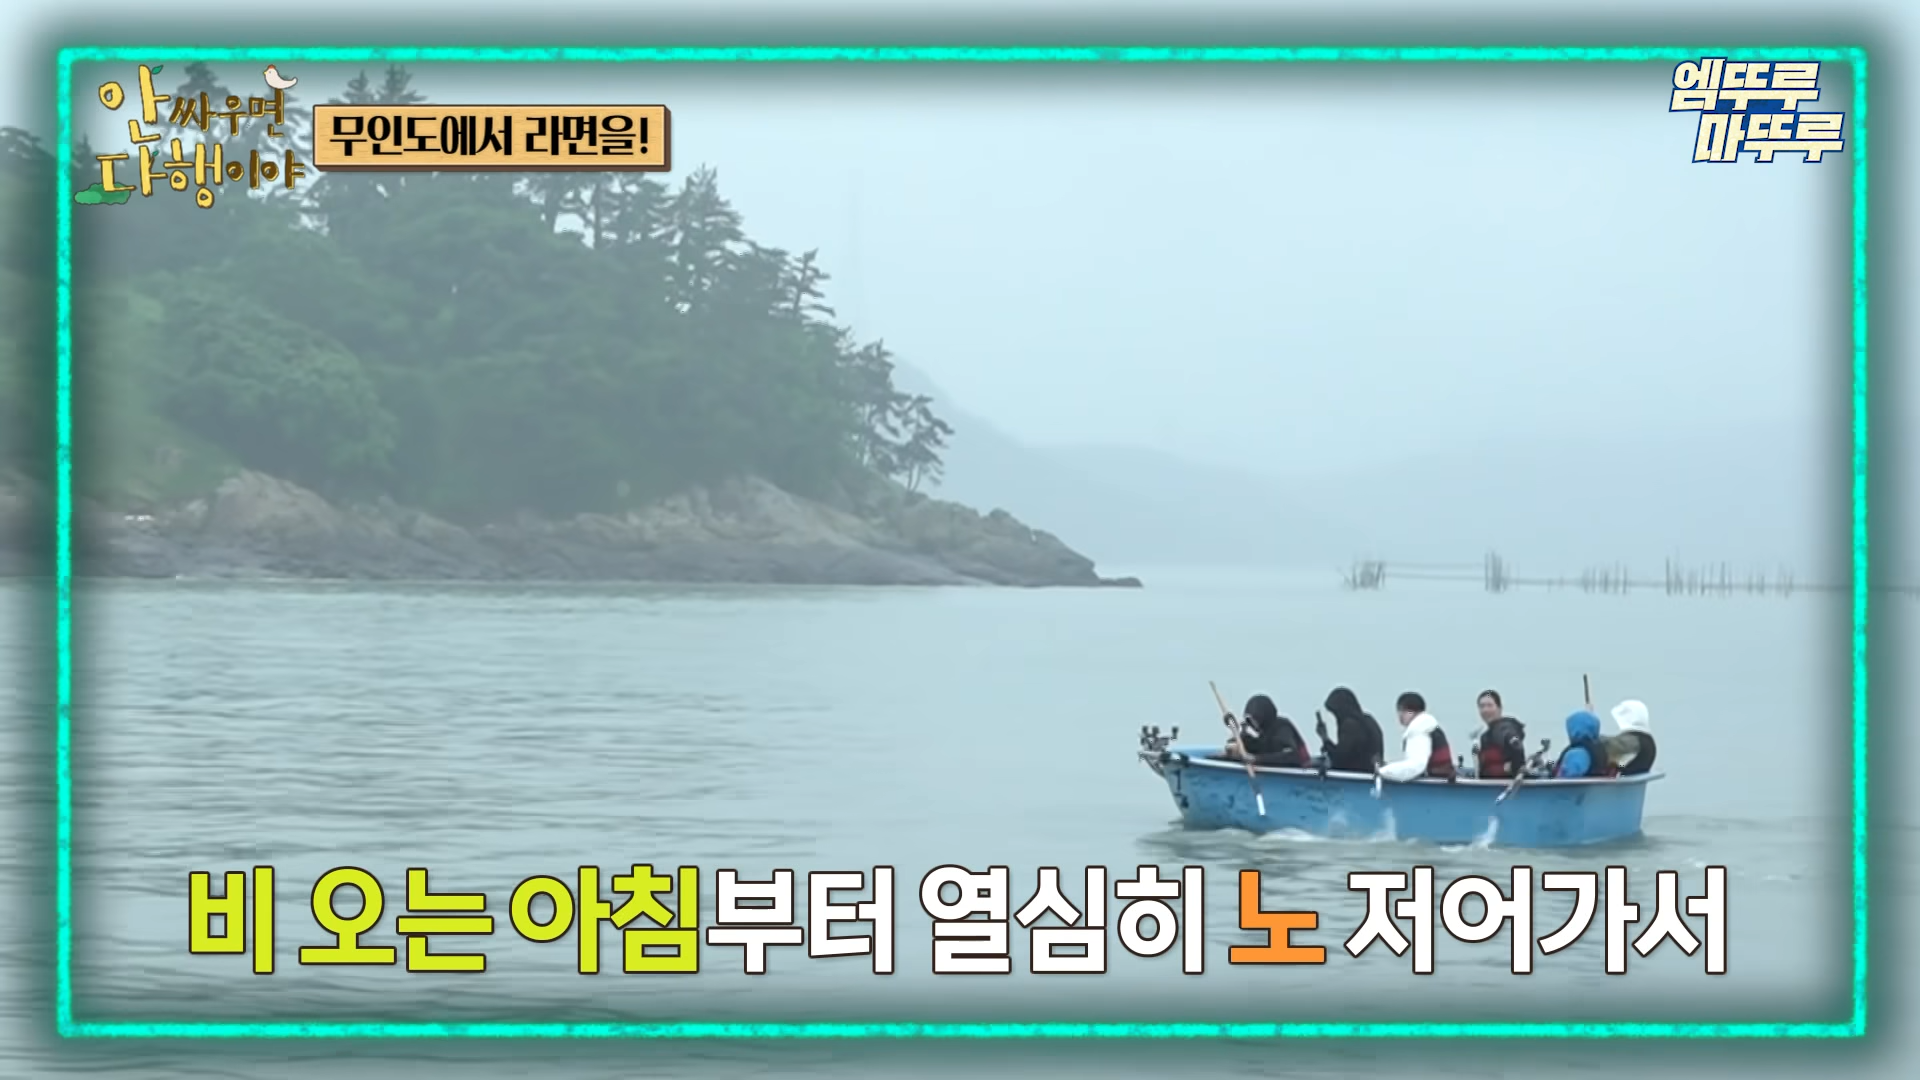 안싸우면
다행이야
무인도에서 라면을!
엠뚜루
마뚜루
비 오는 아침부터 열심히 노 저어가서